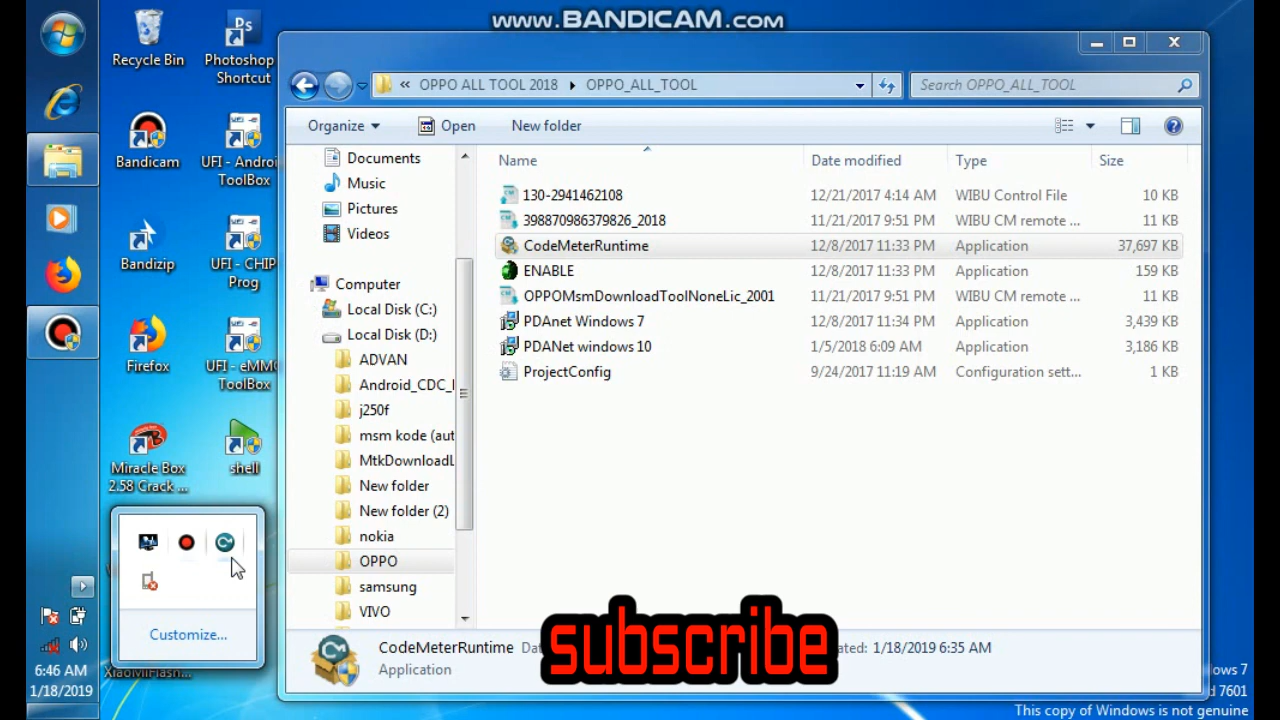 www.BANDICAM.com
Recycle Bin
Photoshop
Shortcut
Bandicam
UFI - Androi
ToolBox
Bandizip
UFI - CHIP
Prog
Firefox
UFI - eMMC
ToolBox
Miracle Box
2.58 Crack ...
shell
Customize...
XiaoMiFlash...
6:46 AM
1/18/2019
« OPPO ALL TOOL 2018 OPPO_ALL_TOOL
Search OPPO_ALL_TOOL
Organize Open New folder
Documents
Music
Pictures
Videos
Computer
Local Disk (C:)
Local Disk (D:)
ADVAN
Android_CDC_
j250f
msm kode (aut
MtkDownloadL
New folder
New folder (2)
nokia
OPPO
samsung
VIVO
Name Date modified Type Size
130-2941462108 12/21/2017 4:14 AM WIBU Control File 10 KB
398870986379826_2018 11/21/2017 9:51 PM WIBU CM remote ... 11 KB
CodeMeterRuntime 12/8/2017 11:33 PM Application 37,697 KB
ENABLE 12/8/2017 11:33 PM Application 159 KB
OPPOMsmDownloadToolNoneLic_2001 11/21/2017 9:51 PM WIBU CM remote ... 11 KB
PDAnet Windows 7 12/8/2017 11:34 PM Application 3,439 KB
PDANet windows 10 1/5/2018 6:09 AM Application 3,186 KB
ProjectConfig 9/24/2017 11:19 AM Configuration sett... 1 KB
CodeMeterRuntime Da ated: 1/18/2019 6:35 AM
Application
subscribe
ows 7
d 7601
This copy of Windows is not genuine